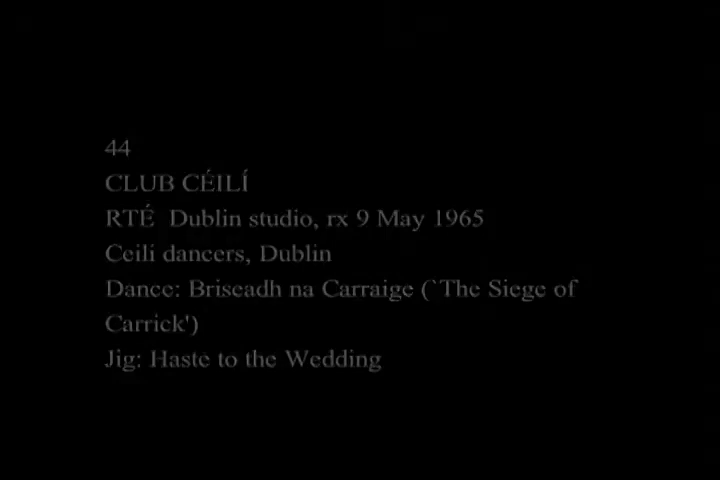 44
CLUB CÉILÍ
RTÉ Dublin studio, rx 9 May 1965
Ceilí dancers, Dublin
Dance: Briseadh na Carraige (`The Siege of
Carrick')
Jig: Haste to the Wedding